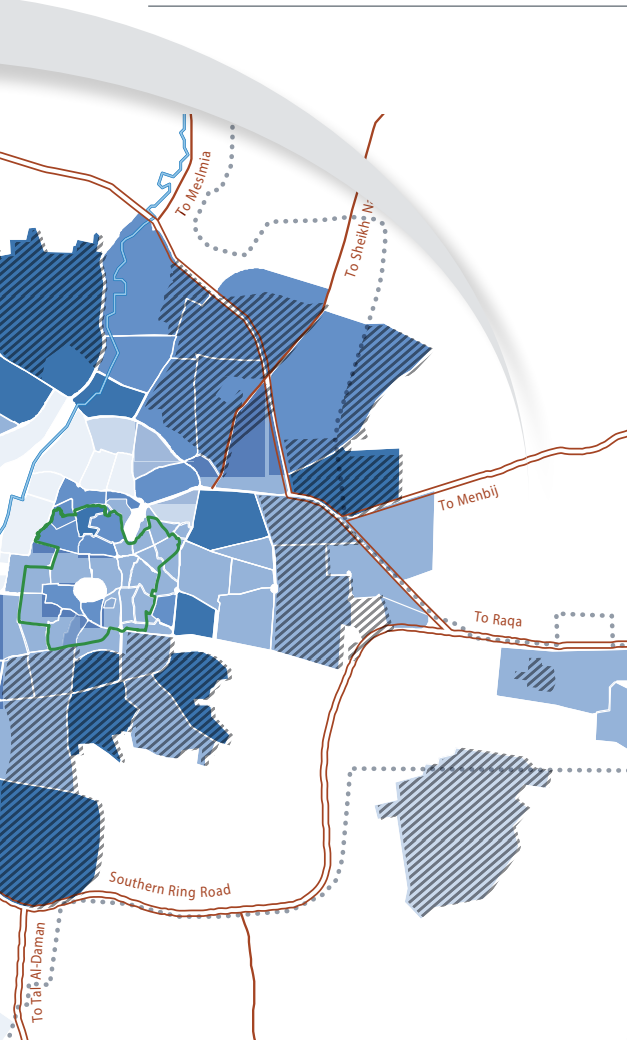 To Meslmia
To Sheikh
To Menbij
To Raqa
Southern Ring Road
To Tal Al-Daman